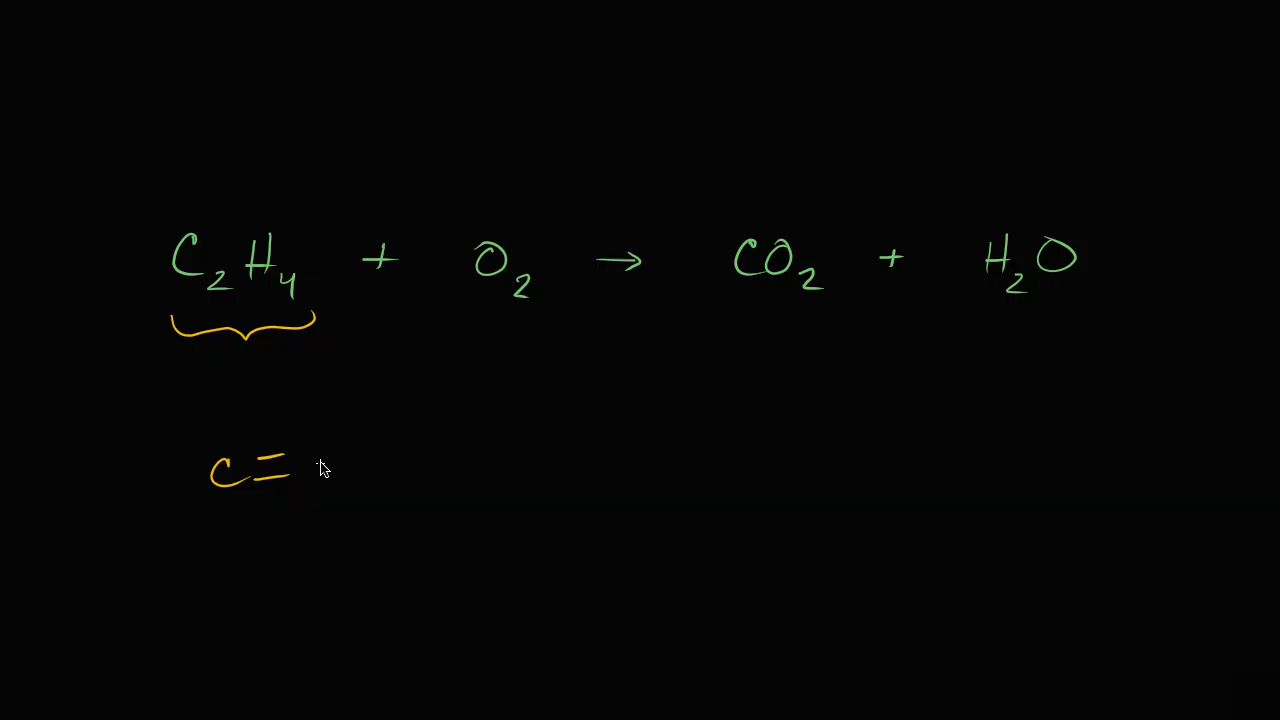 C₂H₄ + O₂ → CO₂ + H₂O
C=